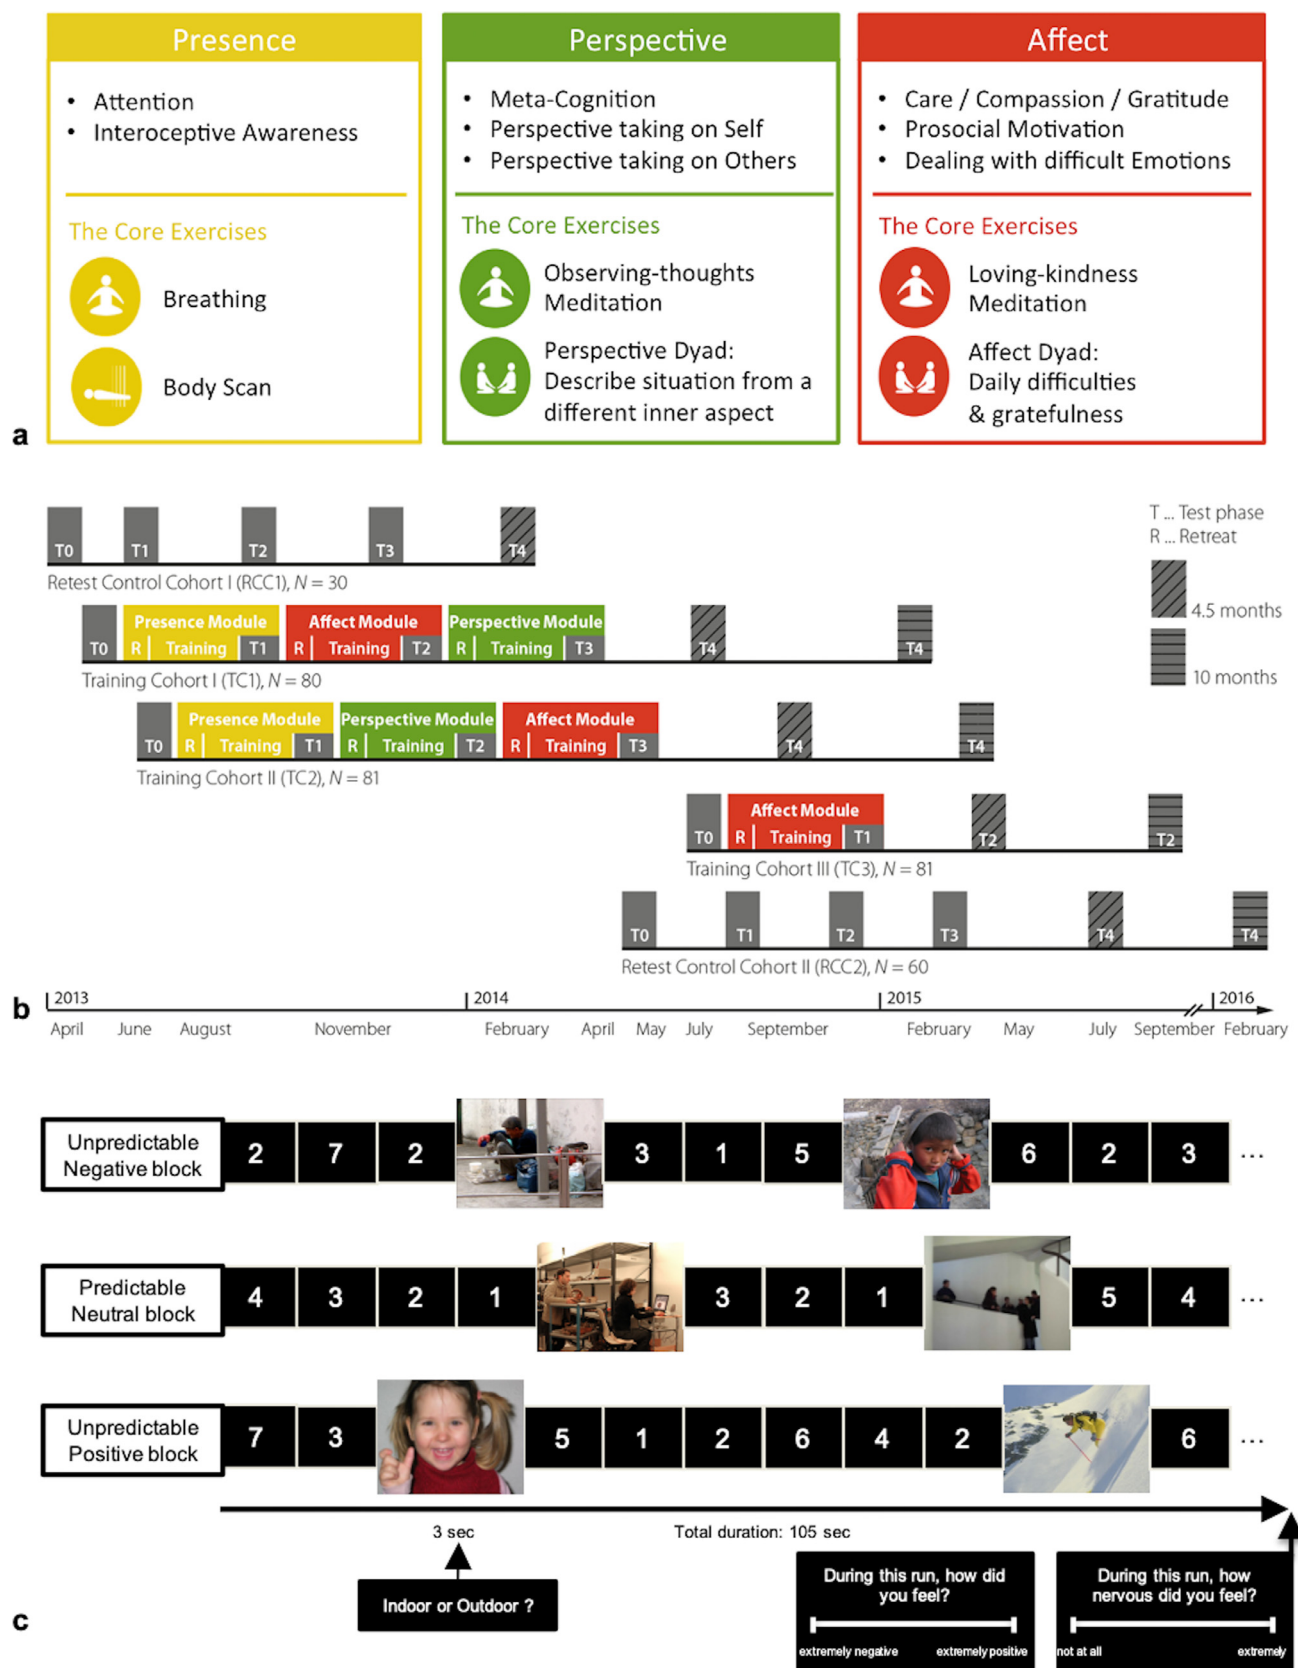 Presence
• Attention
• Interoceptive Awareness
The Core Exercises
Breathing
Body Scan
Perspective
• Meta-Cognition
• Perspective taking on Self
• Perspective taking on Others
The Core Exercises
Observing-thoughts
Meditation
Perspective Dyad:
Describe situation from a
different inner aspect
Affect
• Care / Compassion / Gratitude
• Prosocial Motivation
• Dealing with difficult Emotions
The Core Exercises
Loving-kindness
Meditation
Affect Dyad:
Daily difficulties
& gratefulness
a
T0 T1 T2 T3 T4
Retest Control Cohort I (RCC1), N = 30
T ... Test phase
R ... Retreat
4.5 months
10 months
Presence Module Affect Module Perspective Module
T0 R Training T1 R Training T2 R Training T3 T4 T4
Training Cohort I (TC1), N = 80
Presence Module Perspective Module Affect Module
T0 R Training T1 R Training T2 R Training T3 T4 T4
Training Cohort II (TC2), N = 81
Affect Module
T0 R Training T1 T2 T2
Training Cohort III (TC3), N = 81
T0 T1 T2 T3 T4 T4
Retest Control Cohort II (RCC2), N = 60
b
2013 2014 2015 2016
April June August November February April May July September February May July September February
Unpredictable
Negative block
2 7 2 3 1 5 6 2 3 ...
Predictable
Neutral block
4 3 2 1 3 2 1 5 4 ...
Unpredictable
Positive block
7 3 5 1 2 6 4 2 6 ...
3 sec Total duration: 105 sec
Indoor or Outdoor ?
During this run, how did
you feel?
extremely negative extremely positive
During this run, how
nervous did you feel?
not at all extremely
c